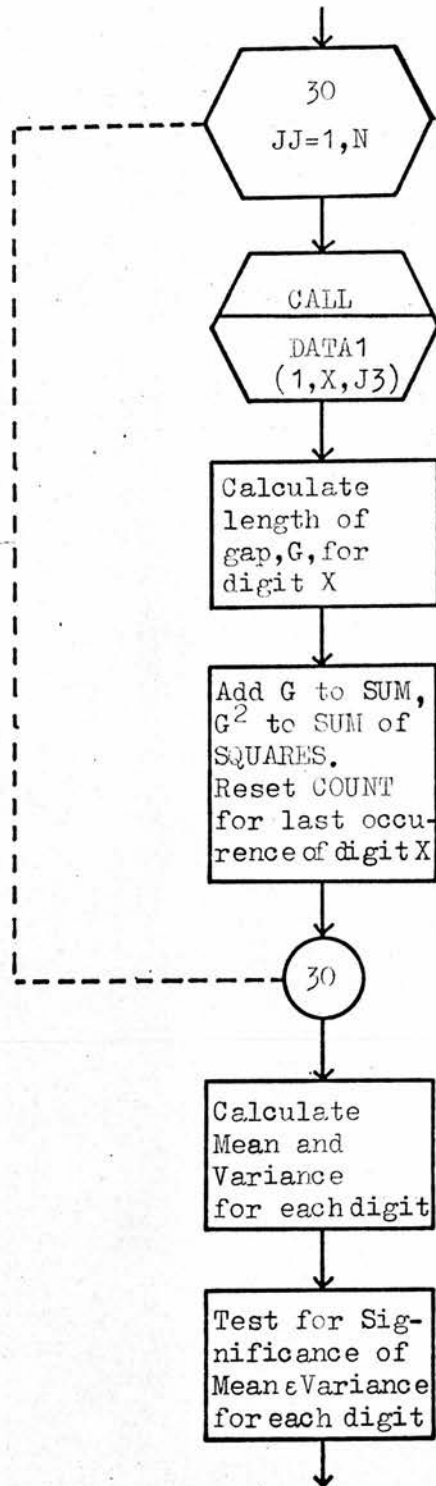 30
JJ=1,N
CALL
DATA1
(1,X,J3)
Calculate
length of
gap,G,for
digit X
Add G to SUM,
G² to SUM of
SQUARES.
Reset COUNT
for last occu-
rence of digit X
30
Calculate
Mean and
Variance
for each digit
Test for Sig-
nificance of
Mean ε Variance
for each digit